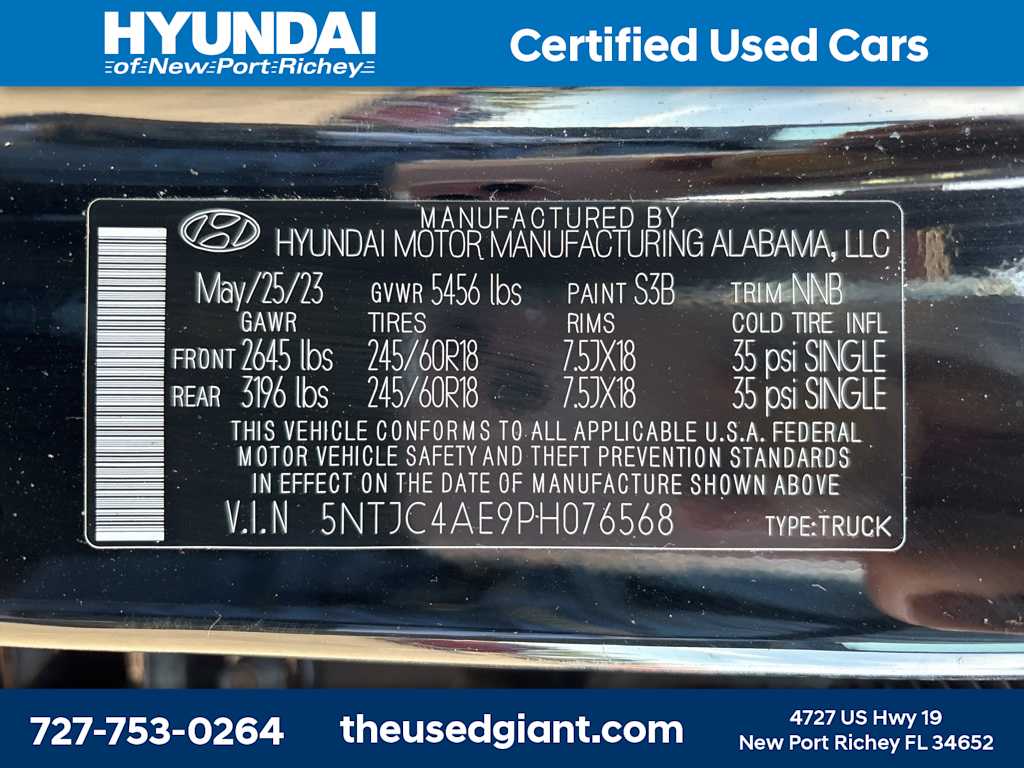 HYUNDAI
of New Port Richey
Certified Used Cars
MANUFACTURED BY
HYUNDAI MOTOR MANUFACTURING ALABAMA, LLC
May/25/23 GVWR 5456 lbs PAINT S3B TRIM NNB
GAWR TIRES RIMS COLD TIRE INFL
FRONT 2645 lbs 245/60R18 7.5JX18 35 psi SINGLE
REAR 3196 lbs 245/60R18 7.5JX18 35 psi SINGLE
THIS VEHICLE CONFORMS TO ALL APPLICABLE U.S.A. FEDERAL
MOTOR VEHICLE SAFETY AND THEFT PREVENTION STANDARDS
IN EFFECT ON THE DATE OF MANUFACTURE SHOWN ABOVE
V.I.N 5NTJC4AE9PH076568 TYPE:TRUCK
727-753-0264
theusedgiant.com
4727 US Hwy 19
New Port Richey FL 34652